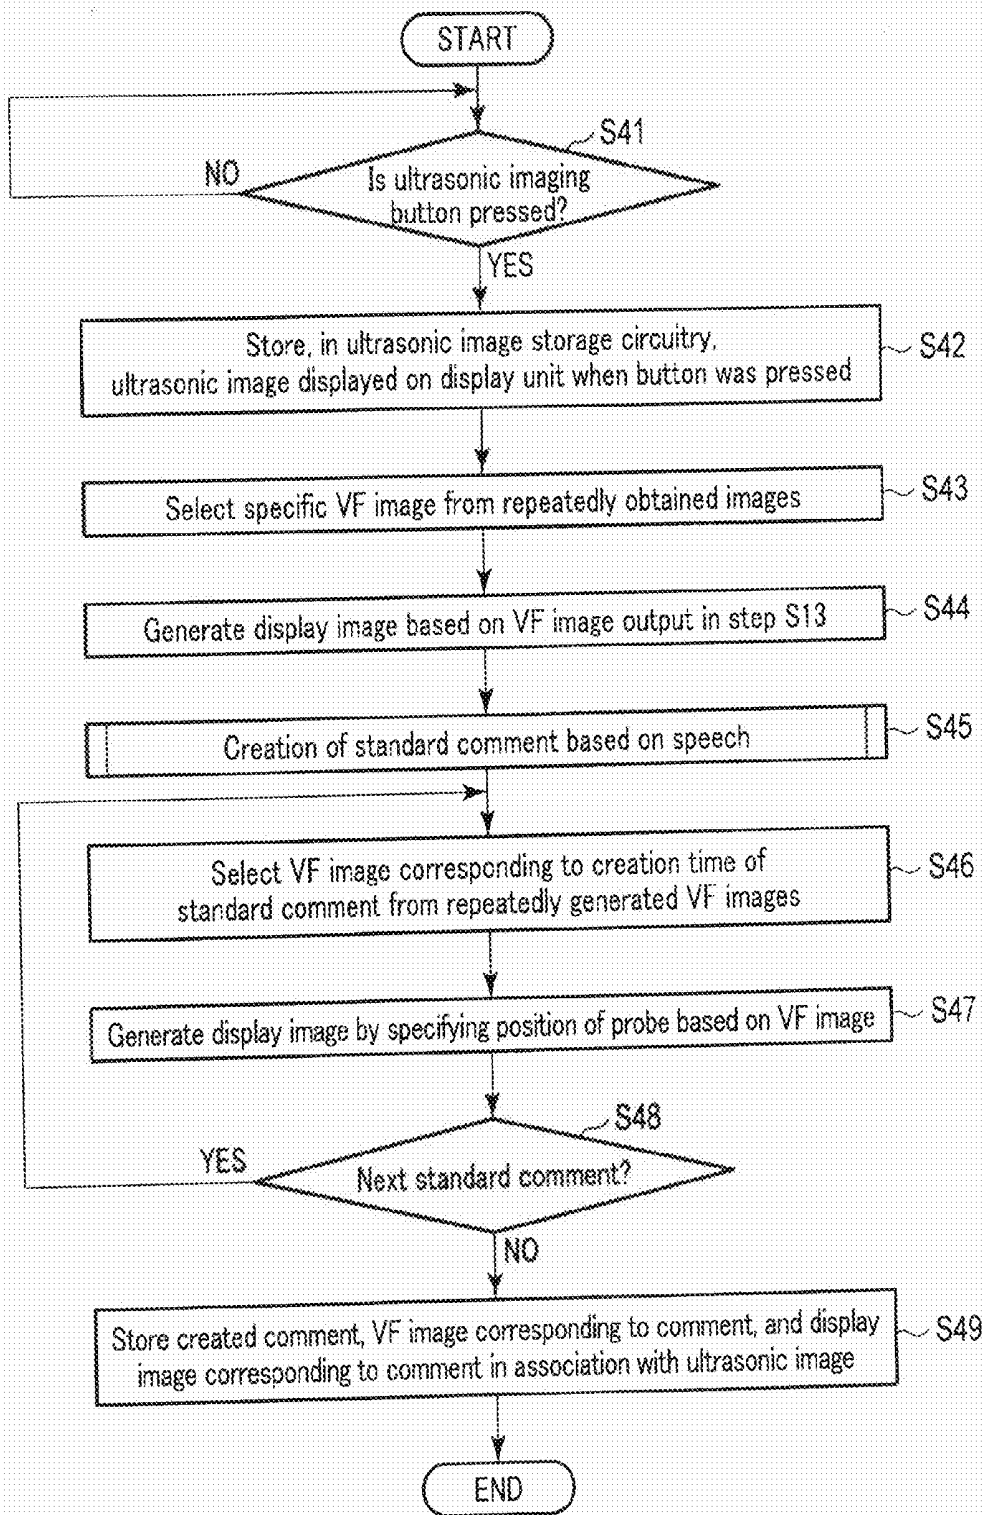 START
S41
NO
Is ultrasonic imaging
button pressed?
YES
Store, in ultrasonic image storage circuitry,
ultrasonic image displayed on display unit when button was pressed
S42
Select specific VF image from repeatedly obtained images
S43
Generate display image based on VF image output in step S13
S44
Creation of standard comment based on speech
S45
Select VF image corresponding to creation time of
standard comment from repeatedly generated VF images
S46
Generate display image by specifying position of probe based on VF image
S47
S48
YES
Next standard comment?
NO
Store created comment, VF image corresponding to comment, and display
image corresponding to comment in association with ultrasonic image
S49
END